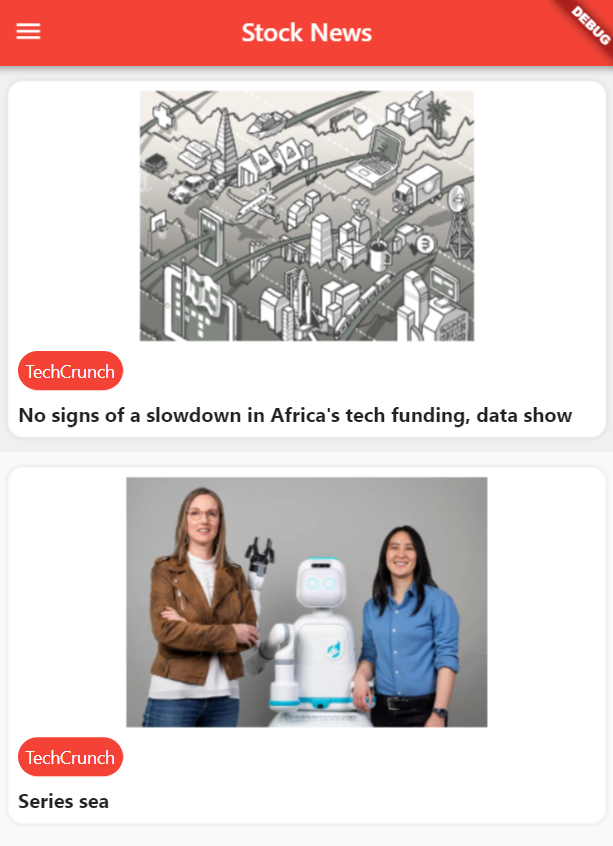 Stock News
DEBUG
TechCrunch
No signs of a slowdown in Africa's tech funding, data show
TechCrunch
Series sea